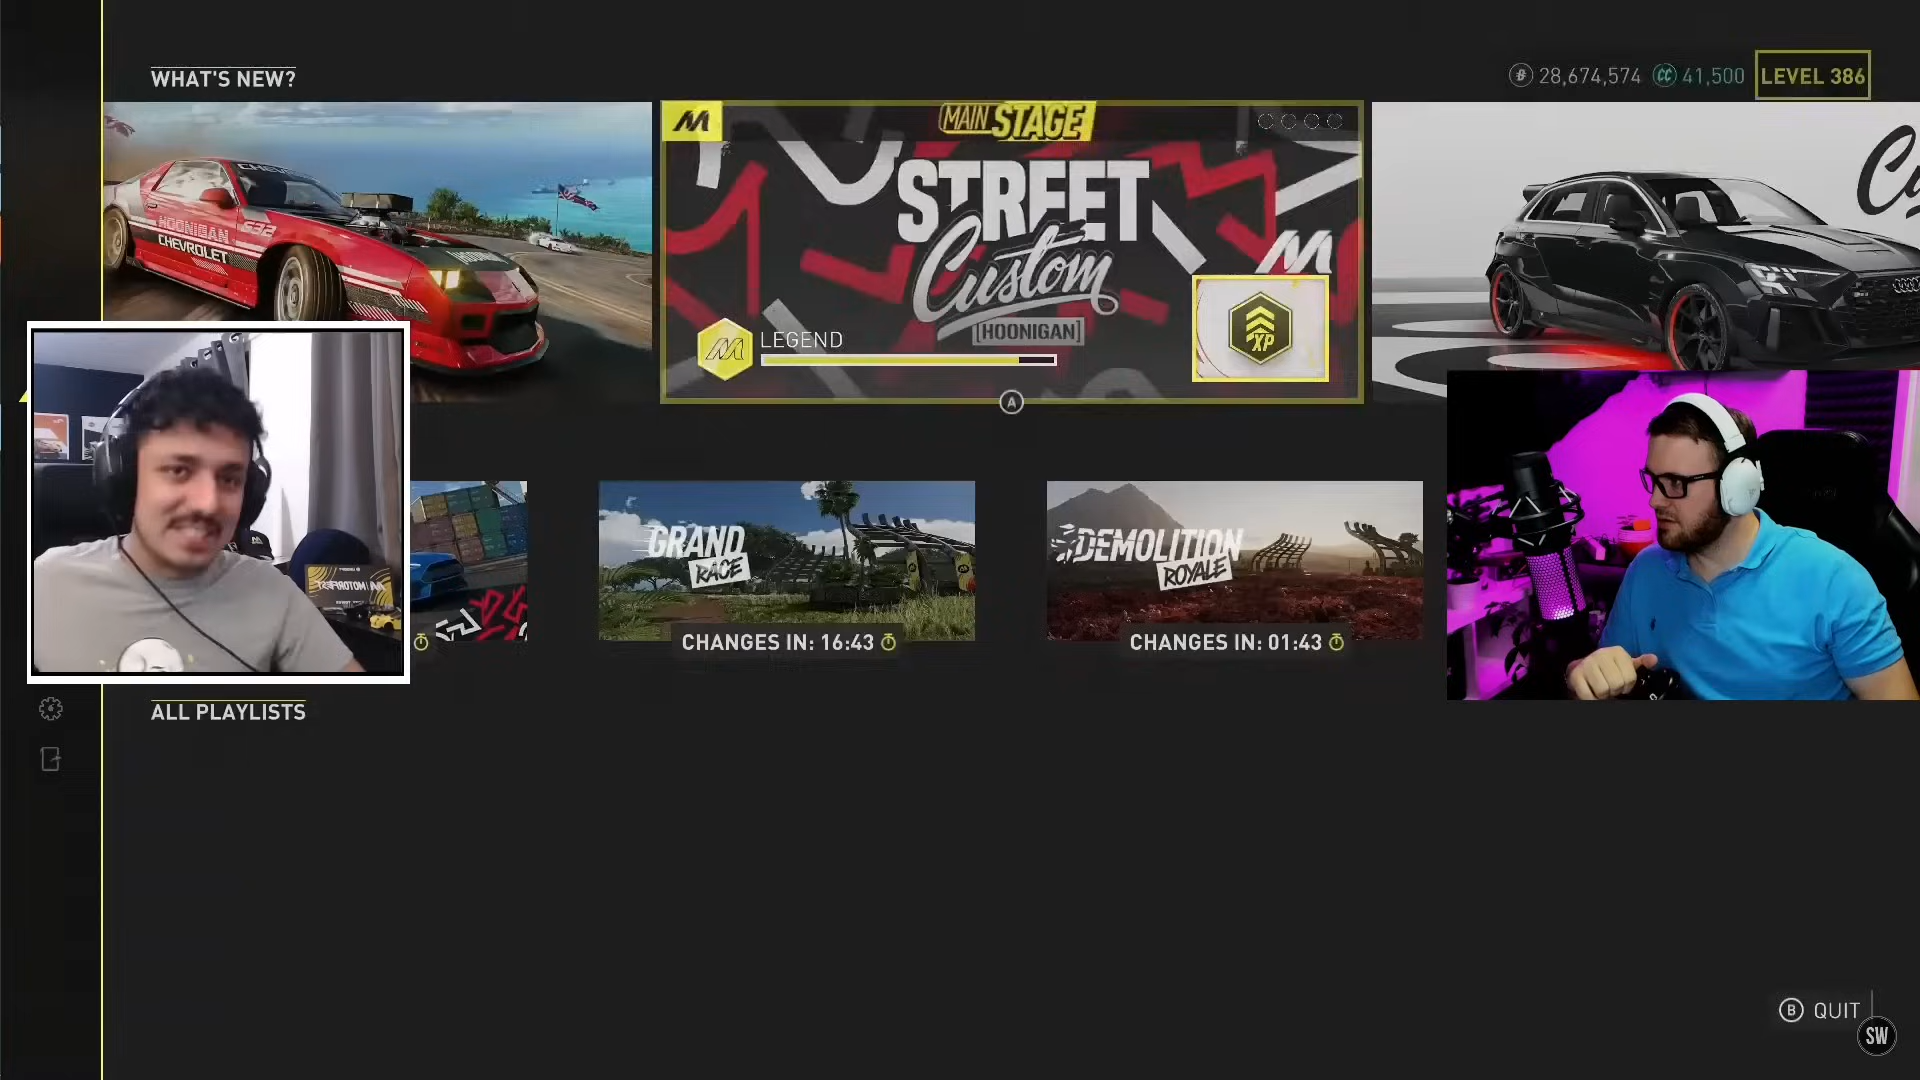 WHAT'S NEW?
28,674,574
CC 41,500
LEVEL 386
CHEVROLET
HOONIGAN
MAIN STAGE
STREET
Custom
[HOONIGAN]
LEGEND
XP
A
GRAND
RACE
CHANGES IN: 16:43
DEMOLITION
ROYALE
CHANGES IN: 01:43
ALL PLAYLISTS
B QUIT
SW